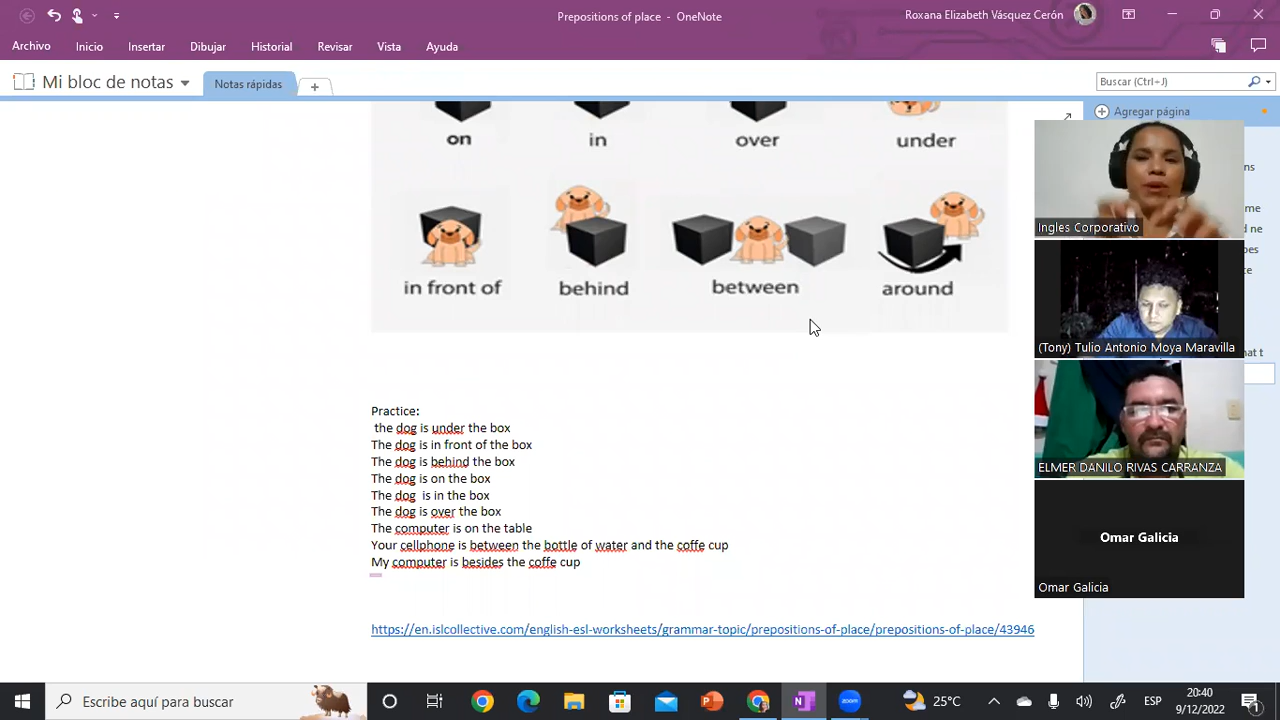 Prepositions of place - OneNote
Roxana Elizabeth Vásquez Cerón
Archivo Inicio Insertar Dibujar Historial Revisar Vista Ayuda
Mi bloc de notas
Notas rápidas
+
Buscar (Ctrl+J)
Agregar página
on in over under
in front of behind between around
Practice:
the dog is under the box
The dog is in front of the box
The dog is behind the box
The dog is on the box
The dog is in the box
The dog is over the box
The computer is on the table
Your cellphone is between the bottle of water and the coffe cup
My computer is besides the coffe cup
https://en.islcollective.com/english-esl-worksheets/grammar-topic/prepositions-of-place/prepositions-of-place/43946
Ingles Corporativo
(Tony) Tulio Antonio Moya Maravilla
ELMER DANILO RIVAS CARRANZA
Omar Galicia
Omar Galicia
Escribe aquí para buscar
25°C
ESP
20:40
9/12/2022